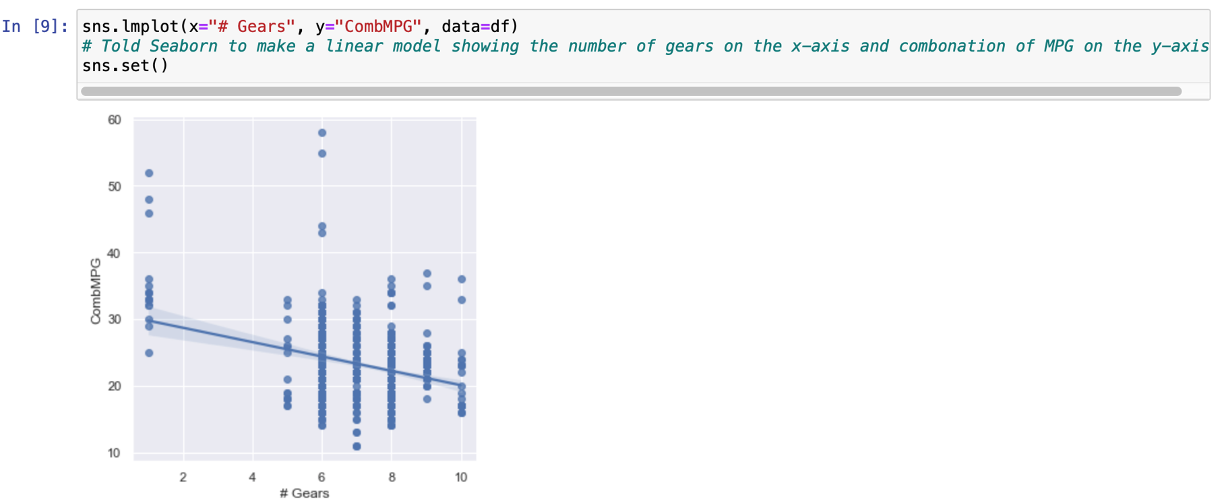 In [9]: sns.lmplot(x="# Gears", y="CombMPG", data=df)
# Told Seaborn to make a linear model showing the number of gears on the x-axis and combonation of MPG on the y-axis
sns.set()
60
50
40
30
20
10
CombMPG
2 4 6 8 10
# Gears